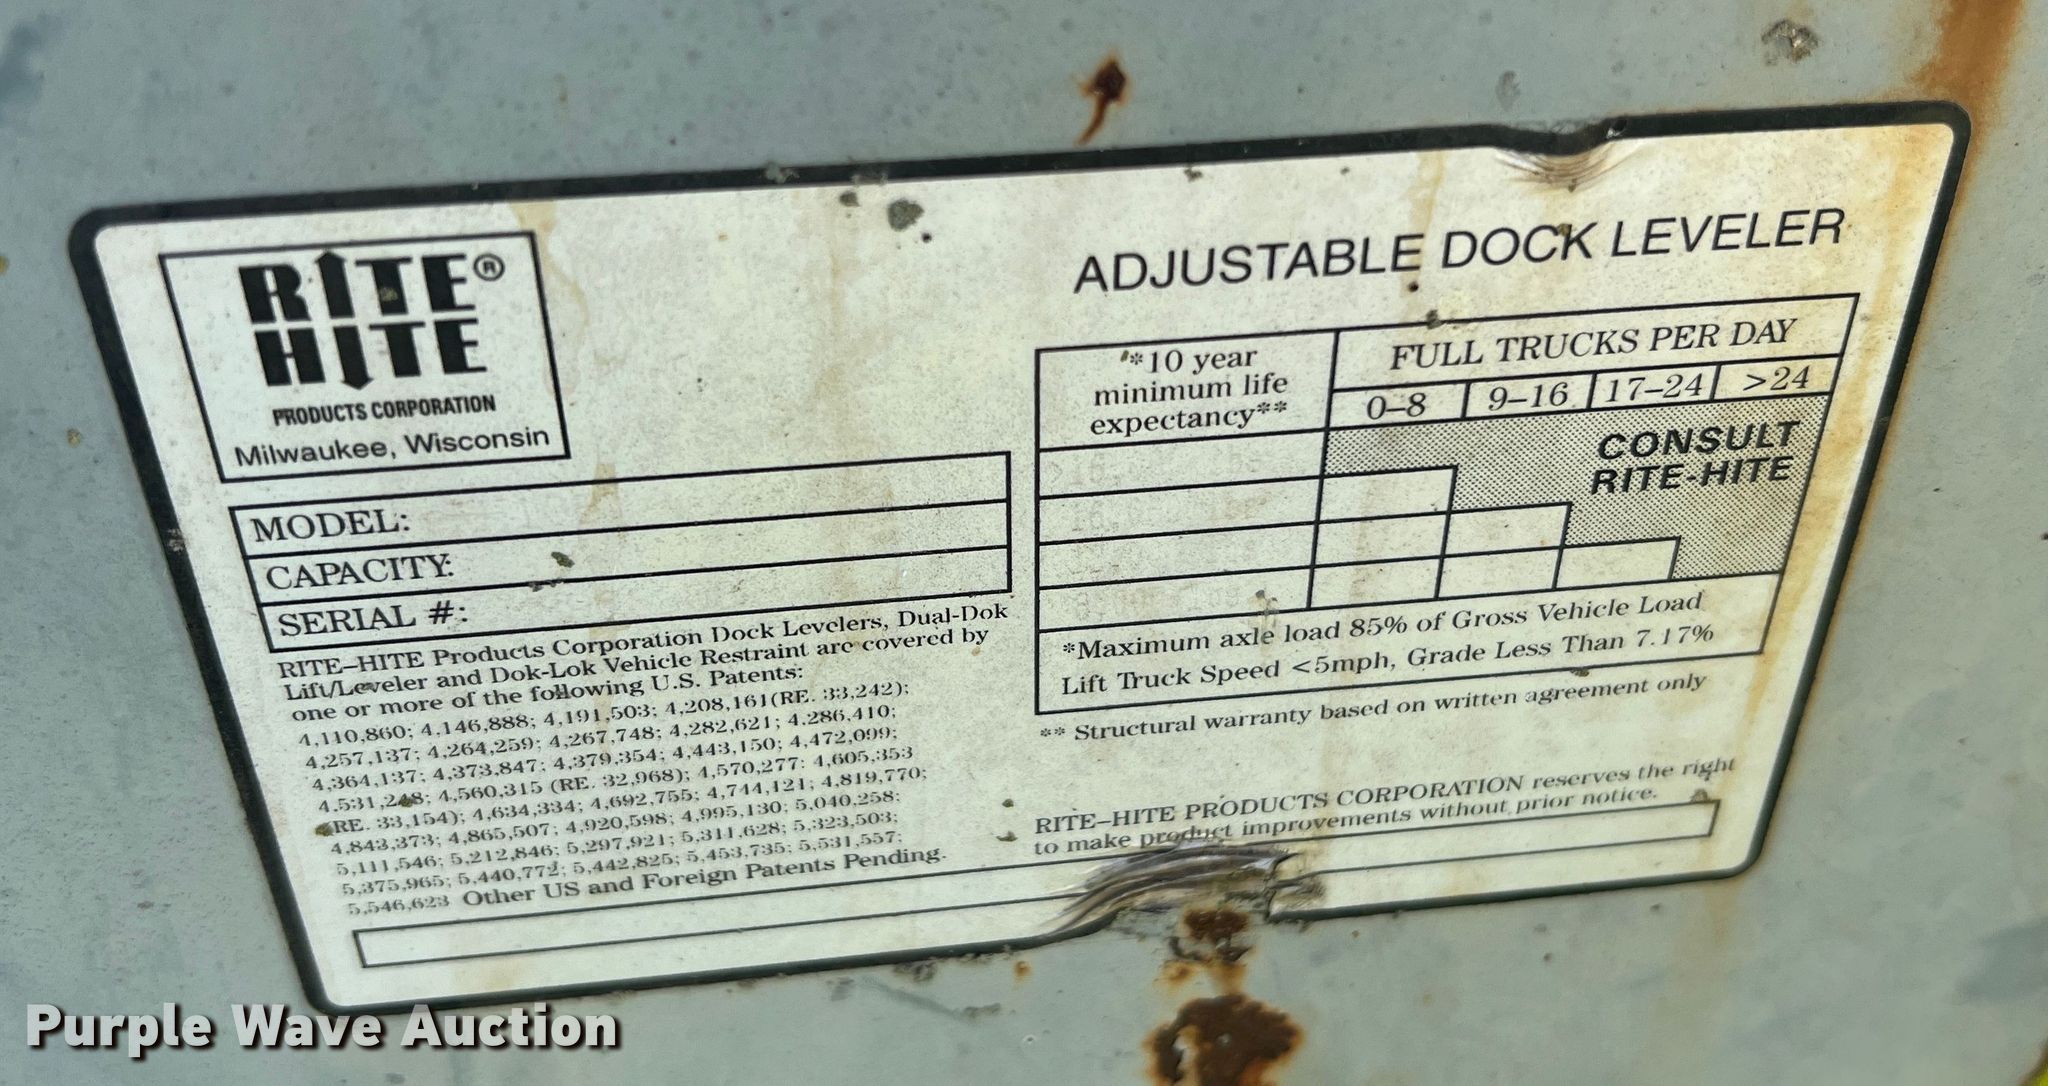 RITE®
HITE
PRODUCTS CORPORATION
Milwaukee, Wisconsin
MODEL:
CAPACITY:
SERIAL #:
RITE–HITE Products Corporation Dock Levelers, Dual-Dok
Lift/Leveler and Dok-Lok Vehicle Restraint are covered by
one or more of the following U.S. Patents:
4,110,860; 4,146,888; 4,191,503; 4,208,161(RE. 33,242);
4,257,137; 4,264,259; 4,267,748; 4,282,621; 4,286,410;
4,364,137; 4,373,847; 4,379,354; 4,443,150; 4,472,099;
4,531,248; 4,560,315 (RE. 32,968); 4,570,277; 4,605,353
(RE. 33,154); 4,634,334; 4,692,755; 4,744,121; 4,819,770;
4,843,373; 4,865,507; 4,920,598; 4,995,130; 5,040,258;
5,111,546; 5,212,846; 5,297,921; 5,311,628; 5,323,503;
5,375,965; 5,440,772; 5,442,825; 5,453,735; 5,531,557;
5,546,623 Other US and Foreign Patents Pending.
ADJUSTABLE DOCK LEVELER
*10 year
minimum life
expectancy**
FULL TRUCKS PER DAY
0–8 9–16 17–24 >24
CONSULT
RITE-HITE
*Maximum axle load 85% of Gross Vehicle Load
Lift Truck Speed <5mph, Grade Less Than 7.17%
** Structural warranty based on written agreement only
RITE–HITE PRODUCTS CORPORATION reserves the right
to make product improvements without prior notice.
Purple Wave Auction